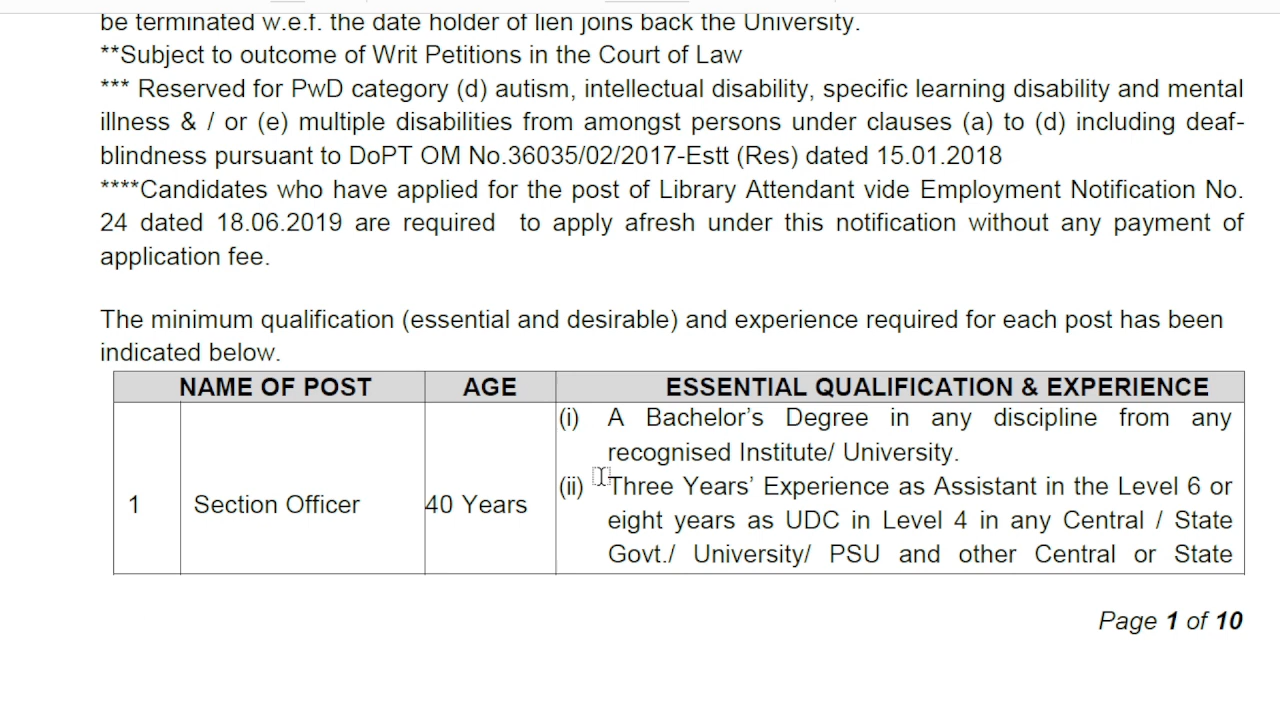 be terminated w.e.f. the date holder of lien joins back the University.
**Subject to outcome of Writ Petitions in the Court of Law
*** Reserved for PwD category (d) autism, intellectual disability, specific learning disability and mental
illness & / or (e) multiple disabilities from amongst persons under clauses (a) to (d) including deaf-
blindness pursuant to DoPT OM No.36035/02/2017-Estt (Res) dated 15.01.2018
****Candidates who have applied for the post of Library Attendant vide Employment Notification No.
24 dated 18.06.2019 are required to apply afresh under this notification without any payment of
application fee.
The minimum qualification (essential and desirable) and experience required for each post has been
indicated below.
NAME OF POST AGE ESSENTIAL QUALIFICATION & EXPERIENCE
(i) A Bachelor's Degree in any discipline from any
recognised Institute/ University.
(ii) Three Years' Experience as Assistant in the Level 6 or
1 Section Officer 40 Years eight years as UDC in Level 4 in any Central / State
Govt./ University/ PSU and other Central or State
Page 1 of 10